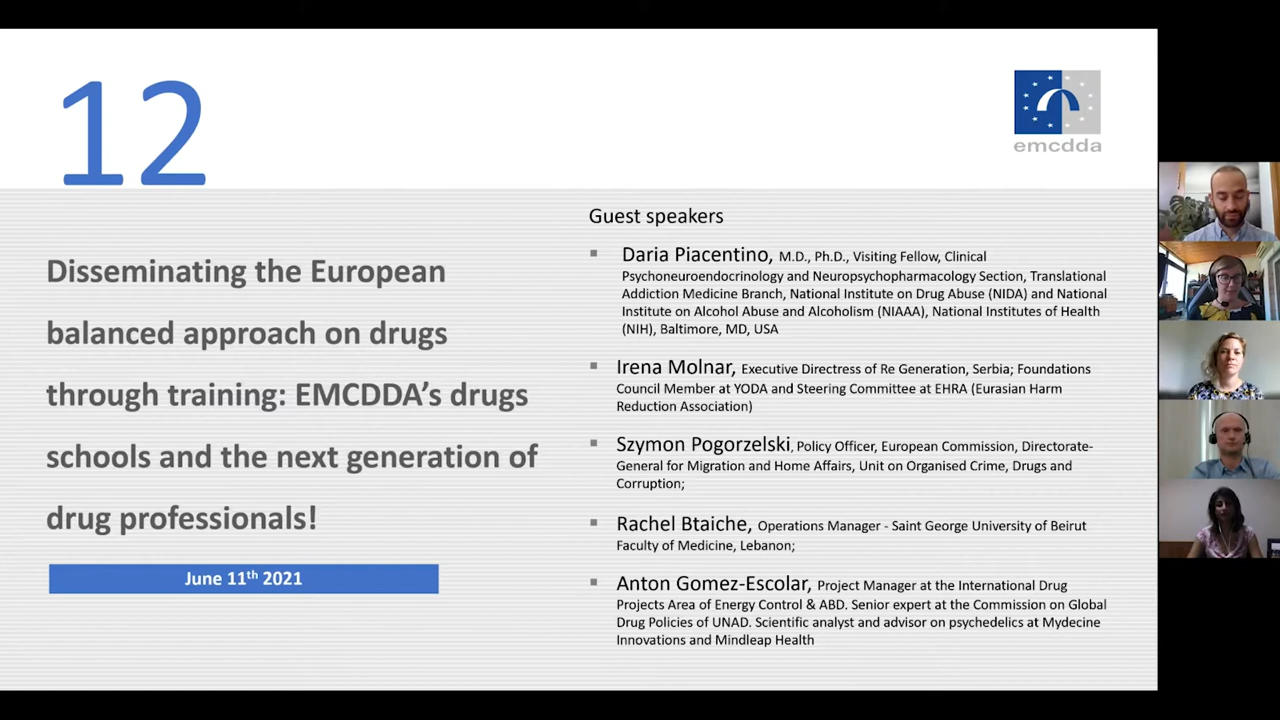 12
emcdda
Disseminating the European
balanced approach on drugs
through training: EMCDDA’s drugs
schools and the next generation of
drug professionals!
June 11th 2021
Guest speakers
▪ Daria Piacentino, M.D., Ph.D., Visiting Fellow, Clinical
Psychoneuroendocrinology and Neuropsychopharmacology Section, Translational
Addiction Medicine Branch, National Institute on Drug Abuse (NIDA) and National
Institute on Alcohol Abuse and Alcoholism (NIAAA), National Institutes of Health
(NIH), Baltimore, MD, USA
▪ Irena Molnar, Executive Directress of Re Generation, Serbia; Foundations
Council Member at YODA and Steering Committee at EHRA (Eurasian Harm
Reduction Association)
▪ Szymon Pogorzelski, Policy Officer, European Commission, Directorate-
General for Migration and Home Affairs, Unit on Organised Crime, Drugs and
Corruption;
▪ Rachel Btaiche, Operations Manager - Saint George University of Beirut
Faculty of Medicine, Lebanon;
▪ Anton Gomez-Escolar, Project Manager at the International Drug
Projects Area of Energy Control & ABD. Senior expert at the Commission on Global
Drug Policies of UNAD. Scientific analyst and advisor on psychedelics at Mydecine
Innovations and Mindleap Health